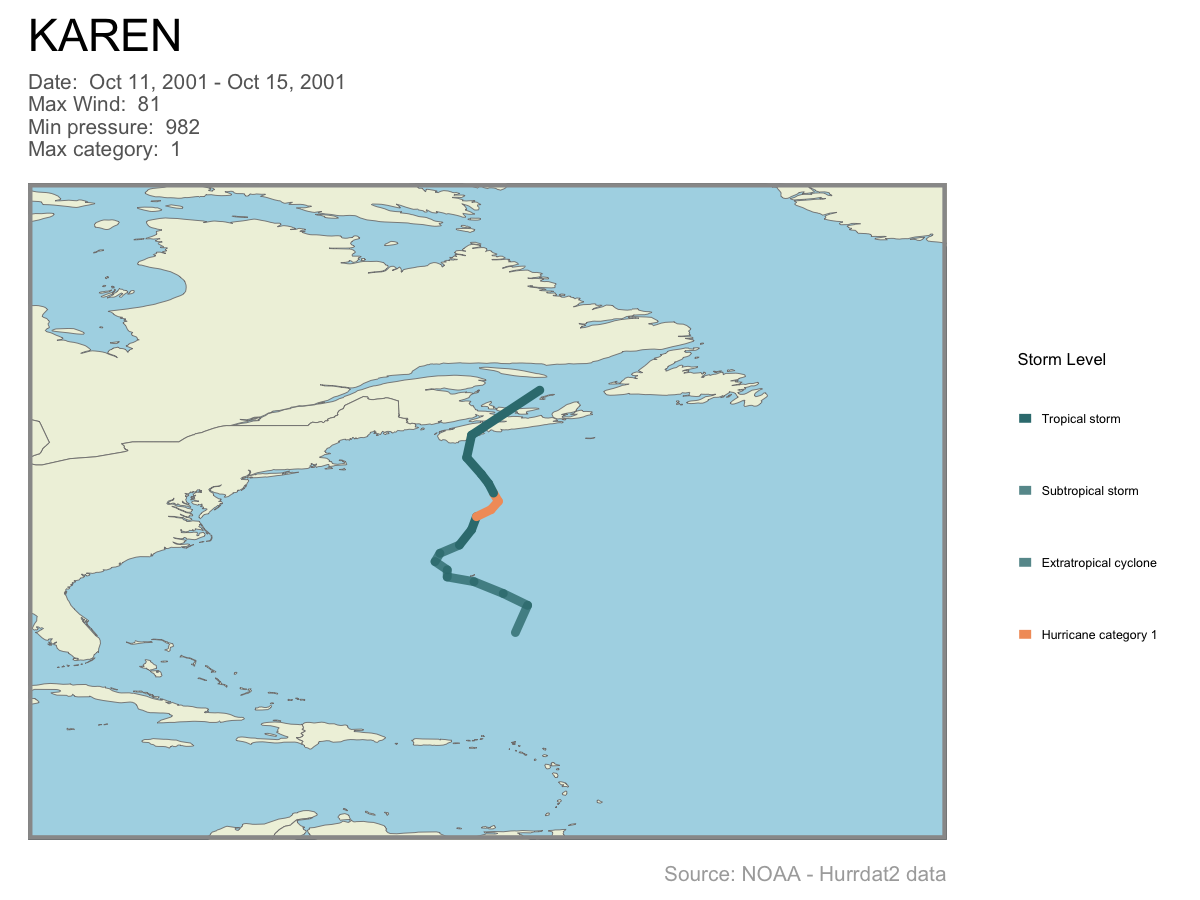 KAREN
Date:  Oct 11, 2001 - Oct 15, 2001
Max Wind:  81
Min pressure:  982
Max category:  1
Storm Level
Tropical storm
Subtropical storm
Extratropical cyclone
Hurricane category 1
Source: NOAA - Hurrdat2 data